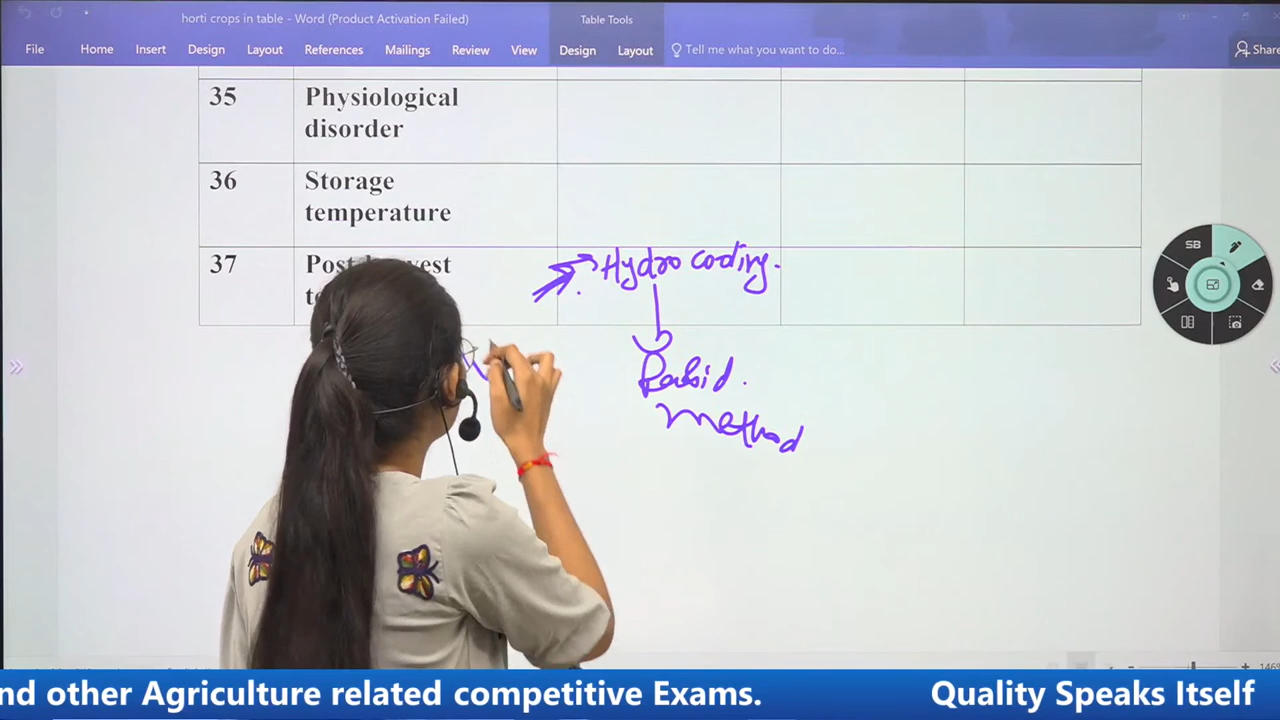 horti crops in table - Word (Product Activation Failed)
Table Tools
File Home Insert Design Layout References Mailings Review View Design Layout Tell me what you want to do... Share
35 Physiological
disorder
36 Storage
temperature
37
Hydro cooling.
Method
nd other Agriculture related competitive Exams. Quality Speaks Itself
SB